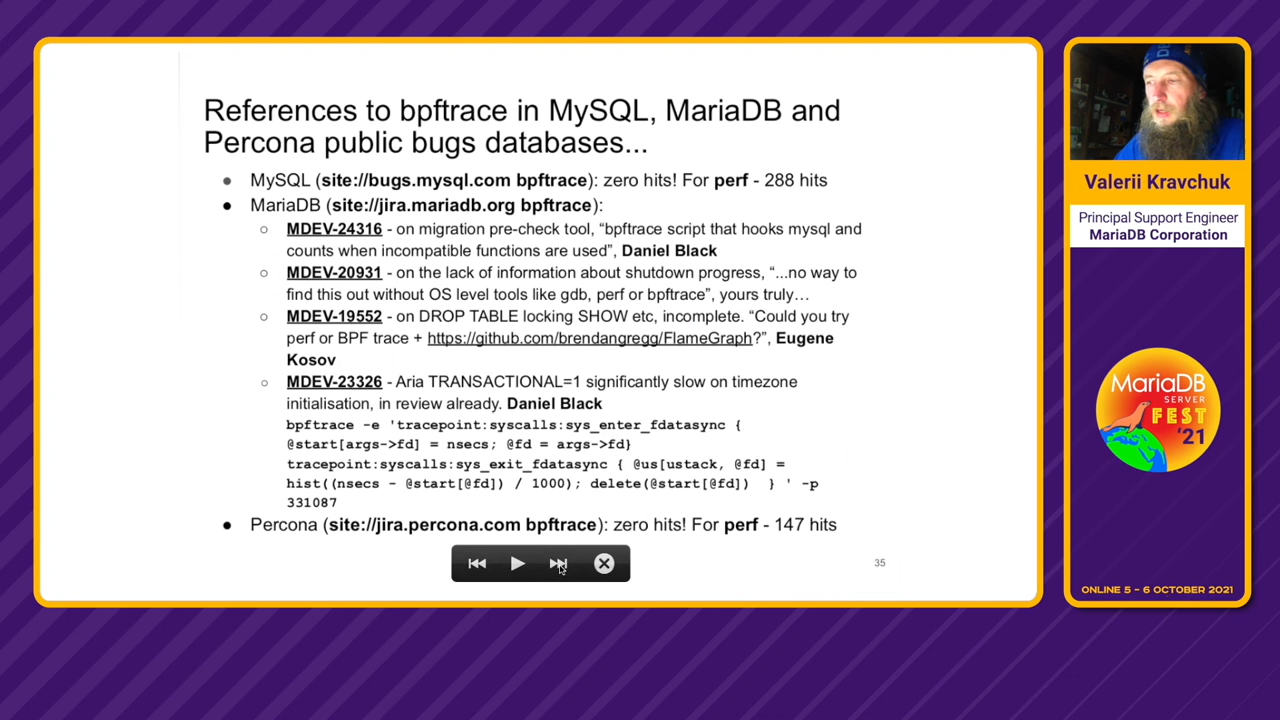 References to bpftrace in MySQL, MariaDB and
Percona public bugs databases...
● MySQL (site://bugs.mysql.com bpftrace): zero hits! For perf - 288 hits
● MariaDB (site://jira.mariadb.org bpftrace):
○ MDEV-24316 - on migration pre-check tool, “bpftrace script that hooks mysql and
counts when incompatible functions are used”, Daniel Black
○ MDEV-20931 - on the lack of information about shutdown progress, “...no way to
find this out without OS level tools like gdb, perf or bpftrace”, yours truly…
○ MDEV-19552 - on DROP TABLE locking SHOW etc, incomplete. “Could you try
perf or BPF trace + https://github.com/brendangregg/FlameGraph?”, Eugene
Kosov
○ MDEV-23326 - Aria TRANSACTIONAL=1 significantly slow on timezone
initialisation, in review already. Daniel Black
bpftrace -e 'tracepoint:syscalls:sys_enter_fdatasync {
@start[args->fd] = nsecs; @fd = args->fd}
tracepoint:syscalls:sys_exit_fdatasync { @us[ustack, @fd] =
hist((nsecs - @start[@fd]) / 1000); delete(@start[@fd]) } ' -p
331087
● Percona (site://jira.percona.com bpftrace): zero hits! For perf - 147 hits
35
Valerii Kravchuk
Principal Support Engineer
MariaDB Corporation
MariaDB
SERVER
FEST
'21
ONLINE 5 – 6 OCTOBER 2021